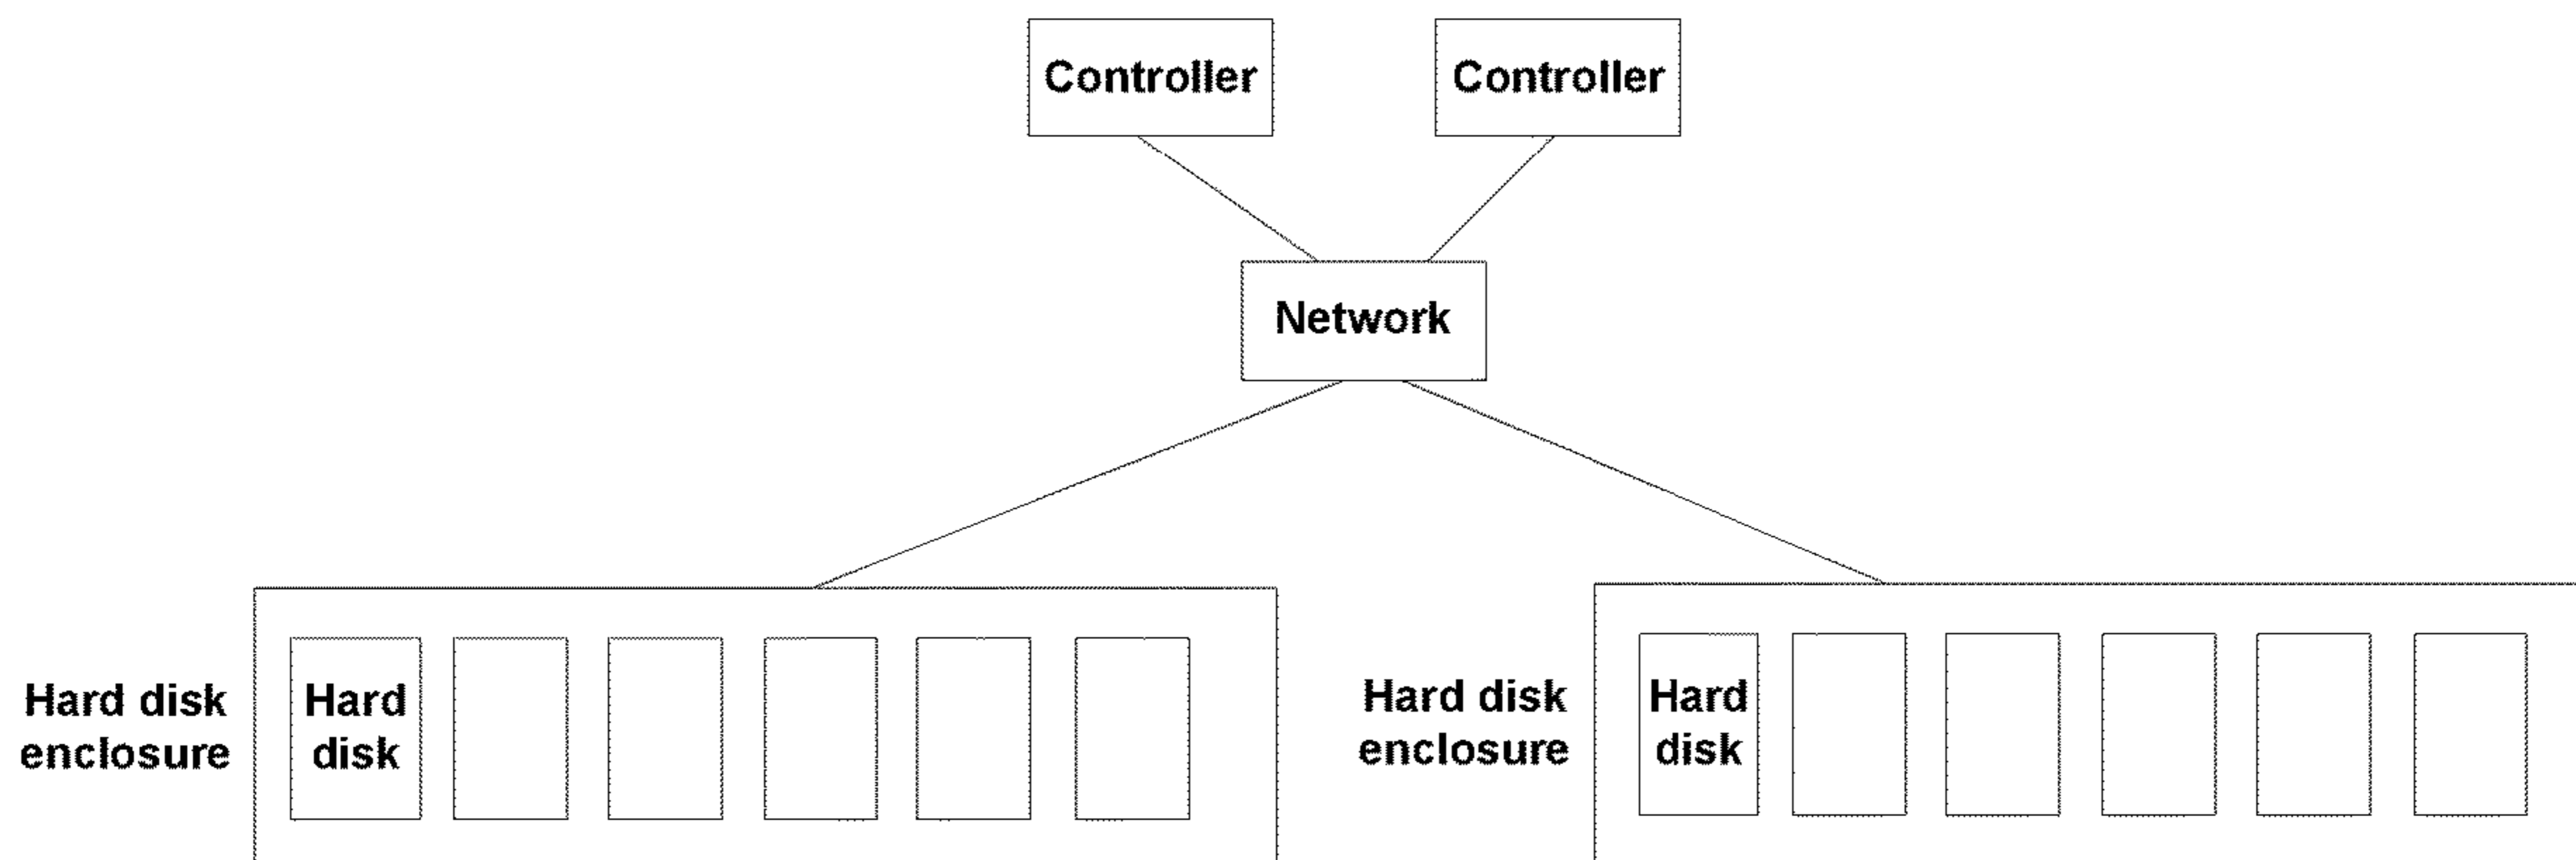 Controller
Controller
Network
Hard disk
enclosure
Hard
disk
Hard disk
enclosure
Hard
disk